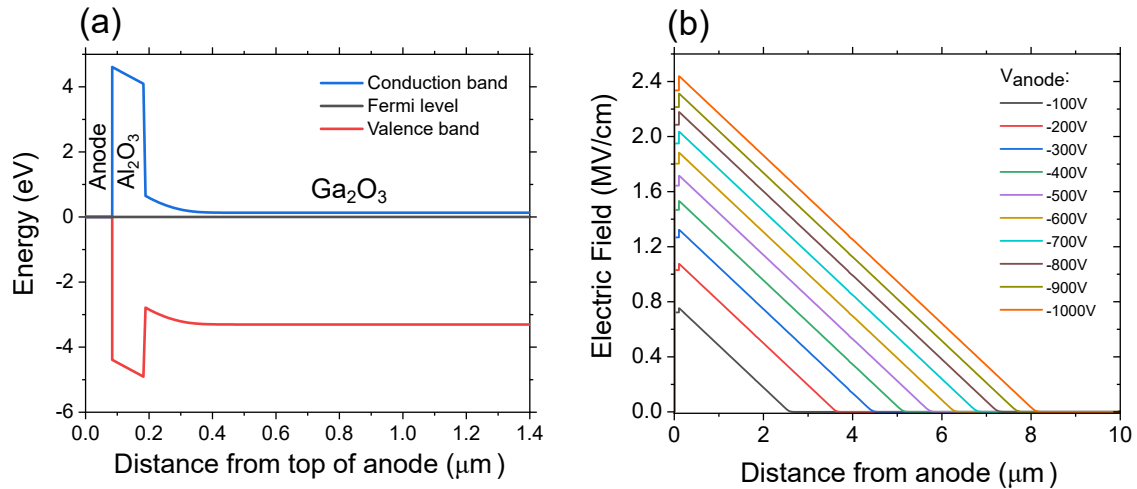 (a)
Energy (eV)
4
2
0
-2
-4
-6
Anode
Al₂O₃
Ga₂O₃
Conduction band
Fermi level
Valence band
0.0 0.2 0.4 0.6 0.8 1.0 1.2 1.4
Distance from top of anode (μm)
(b)
Electric Field (MV/cm)
2.4
2.0
1.6
1.2
0.8
0.4
0.0
Vanode:
-100V
-200V
-300V
-400V
-500V
-600V
-700V
-800V
-900V
-1000V
0 2 4 6 8 10
Distance from anode (μm)